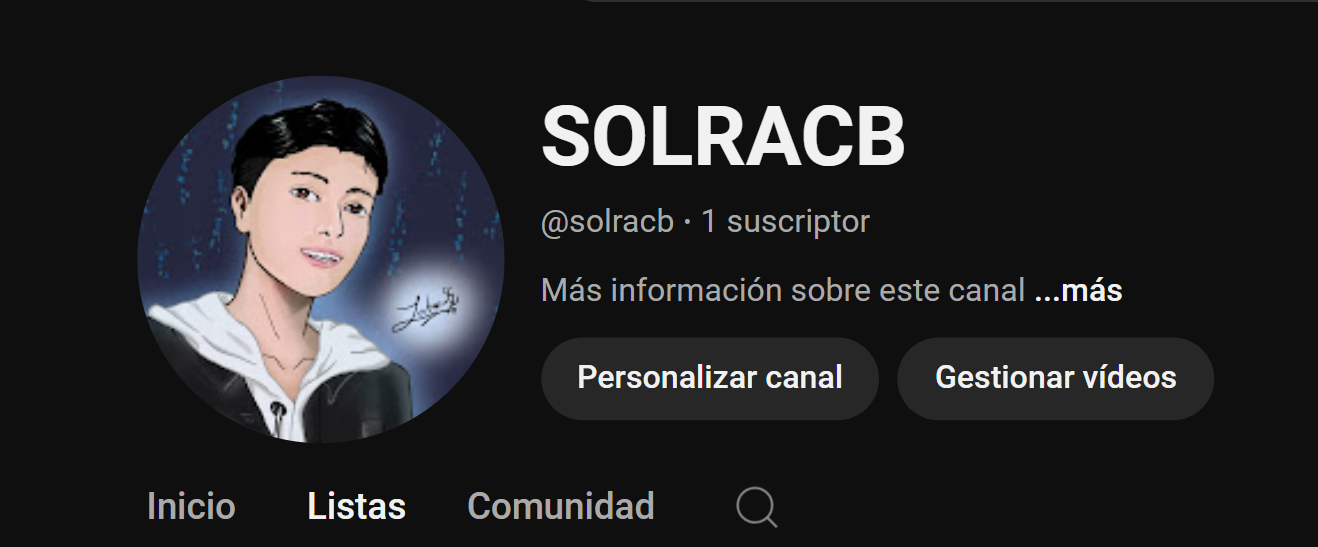 SOLRACB
@solracb · 1 suscriptor
Más información sobre este canal ...más
Personalizar canal Gestionar vídeos
Inicio Listas Comunidad